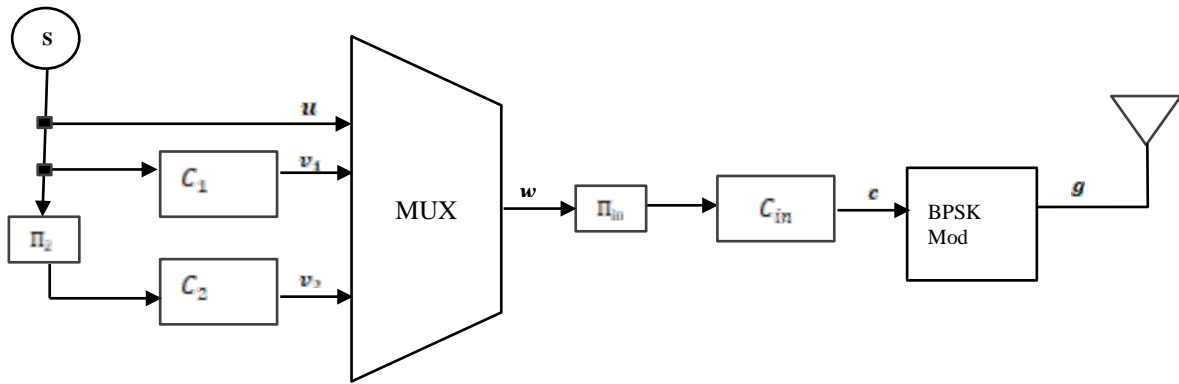 S
u
C₁
v₁
Π₂
C₂
v₂
MUX
w
Πᵢₙ
Cᵢₙ
c
BPSK
Mod
g